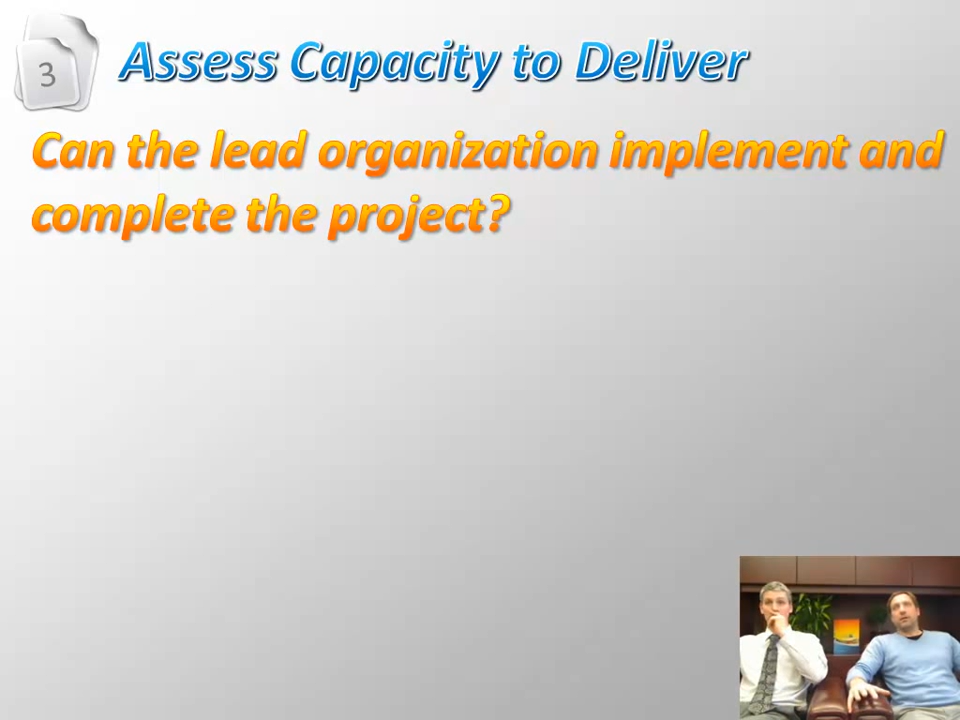 3
Assess Capacity to Deliver
Can the lead organization implement and
complete the project?